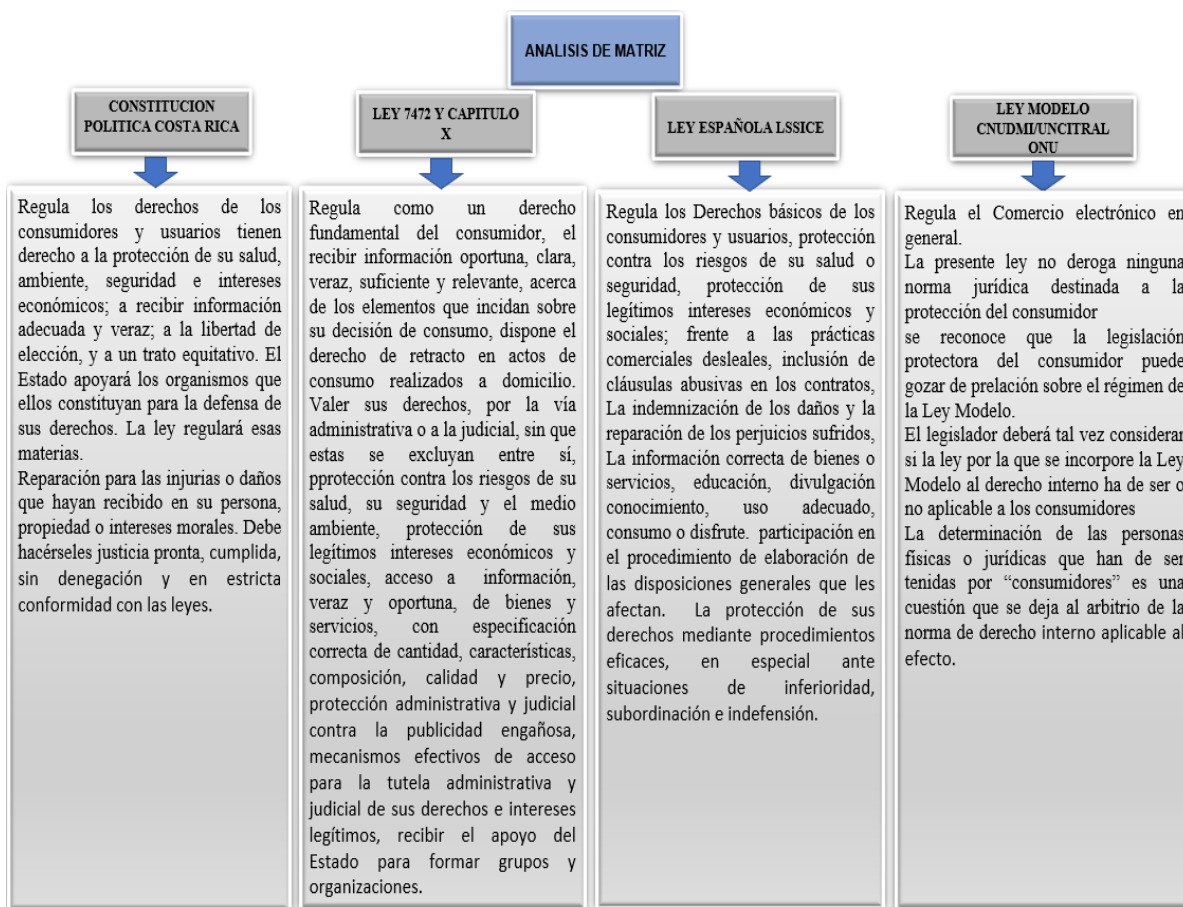 ANALISIS DE MATRIZ
CONSTITUCION
POLITICA COSTA RICA
Regula los derechos de los
consumidores y usuarios tienen
derecho a la protección de su salud,
ambiente, seguridad e intereses
económicos; a recibir información
adecuada y veraz; a la libertad de
elección, y a un trato equitativo. El
Estado apoyará los organismos que
ellos constituyan para la defensa de
sus derechos. La ley regulará esas
materias.
Reparación para las injurias o daños
que hayan recibido en su persona,
propiedad o intereses morales. Debe
hacérseles justicia pronta, cumplida,
sin denegación y en estricta
conformidad con las leyes.
LEY 7472 Y CAPITULO
X
Regula como un derecho
fundamental del consumidor, el
recibir información oportuna, clara,
veraz, suficiente y relevante, acerca
de los elementos que incidan sobre
su decisión de consumo, dispone el
derecho de retracto en actos de
consumo realizados a domicilio.
Valer sus derechos, por la vía
administrativa o a la judicial, sin que
estas se excluyan entre sí,
pprotección contra los riesgos de su
salud, su seguridad y el medio
ambiente, protección de sus
legítimos intereses económicos y
sociales, acceso a información,
veraz y oportuna, de bienes y
servicios, con especificación
correcta de cantidad, características,
composición, calidad y precio,
protección administrativa y judicial
contra la publicidad engañosa,
mecanismos efectivos de acceso
para la tutela administrativa y
judicial de sus derechos e intereses
legítimos, recibir el apoyo del
Estado para formar grupos y
organizaciones.
LEY ESPAÑOLA LSSICE
Regula los Derechos básicos de los
consumidores y usuarios, protección
contra los riesgos de su salud o
seguridad, protección de sus
legítimos intereses económicos y
sociales; frente a las prácticas
comerciales desleales, inclusión de
cláusulas abusivas en los contratos,
La indemnización de los daños y la
reparación de los perjuicios sufridos,
La información correcta de bienes o
servicios, educación, divulgación
conocimiento, uso adecuado,
consumo o disfrute. participación en
el procedimiento de elaboración de
las disposiciones generales que les
afectan. La protección de sus
derechos mediante procedimientos
eficaces, en especial ante
situaciones de inferioridad,
subordinación e indefensión.
LEY MODELO
CNUDMI/UNCITRAL
ONU
Regula el Comercio electrónico en
general.
La presente ley no deroga ninguna
norma jurídica destinada a la
protección del consumidor
se reconoce que la legislación
protectora del consumidor puede
gozar de prelación sobre el régimen de
la Ley Modelo.
El legislador deberá tal vez considerar
si la ley por la que se incorpore la Ley
Modelo al derecho interno ha de ser o
no aplicable a los consumidores
La determinación de las personas
físicas o jurídicas que han de ser
tenidas por “consumidores” es una
cuestión que se deja al arbitrio de la
norma de derecho interno aplicable al
efecto.